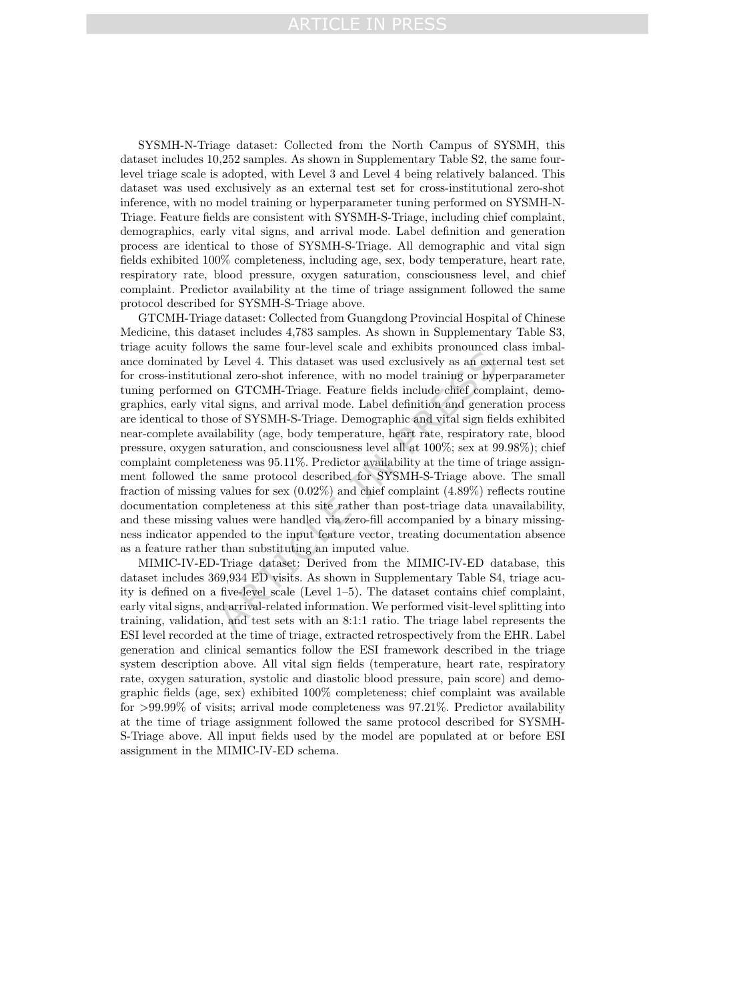 ARTICLE IN PRESS
SYSMH-N-Triage dataset: Collected from the North Campus of SYSMH, this
dataset includes 10,252 samples. As shown in Supplementary Table S2, the same four-
level triage scale is adopted, with Level 3 and Level 4 being relatively balanced. This
dataset was used exclusively as an external test set for cross-institutional zero-shot
inference, with no model training or hyperparameter tuning performed on SYSMH-N-
Triage. Feature fields are consistent with SYSMH-S-Triage, including chief complaint,
demographics, early vital signs, and arrival mode. Label definition and generation
process are identical to those of SYSMH-S-Triage. All demographic and vital sign
fields exhibited 100% completeness, including age, sex, body temperature, heart rate,
respiratory rate, blood pressure, oxygen saturation, consciousness level, and chief
complaint. Predictor availability at the time of triage assignment followed the same
protocol described for SYSMH-S-Triage above.
GTCMH-Triage dataset: Collected from Guangdong Provincial Hospital of Chinese
Medicine, this dataset includes 4,783 samples. As shown in Supplementary Table S3,
triage acuity follows the same four-level scale and exhibits pronounced class imbal-
ance dominated by Level 4. This dataset was used exclusively as an external test set
for cross-institutional zero-shot inference, with no model training or hyperparameter
tuning performed on GTCMH-Triage. Feature fields include chief complaint, demo-
graphics, early vital signs, and arrival mode. Label definition and generation process
are identical to those of SYSMH-S-Triage. Demographic and vital sign fields exhibited
near-complete availability (age, body temperature, heart rate, respiratory rate, blood
pressure, oxygen saturation, and consciousness level all at 100%; sex at 99.98%); chief
complaint completeness was 95.11%. Predictor availability at the time of triage assign-
ment followed the same protocol described for SYSMH-S-Triage above. The small
fraction of missing values for sex (0.02%) and chief complaint (4.89%) reflects routine
documentation completeness at this site rather than post-triage data unavailability,
and these missing values were handled via zero-fill accompanied by a binary missing-
ness indicator appended to the input feature vector, treating documentation absence
as a feature rather than substituting an imputed value.
MIMIC-IV-ED-Triage dataset: Derived from the MIMIC-IV-ED database, this
dataset includes 369,934 ED visits. As shown in Supplementary Table S4, triage acu-
ity is defined on a five-level scale (Level 1–5). The dataset contains chief complaint,
early vital signs, and arrival-related information. We performed visit-level splitting into
training, validation, and test sets with an 8:1:1 ratio. The triage label represents the
ESI level recorded at the time of triage, extracted retrospectively from the EHR. Label
generation and clinical semantics follow the ESI framework described in the triage
system description above. All vital sign fields (temperature, heart rate, respiratory
rate, oxygen saturation, systolic and diastolic blood pressure, pain score) and demo-
graphic fields (age, sex) exhibited 100% completeness; chief complaint was available
for >99.99% of visits; arrival mode completeness was 97.21%. Predictor availability
at the time of triage assignment followed the same protocol described for SYSMH-
S-Triage above. All input fields used by the model are populated at or before ESI
assignment in the MIMIC-IV-ED schema.
ARTICLE IN PRESS